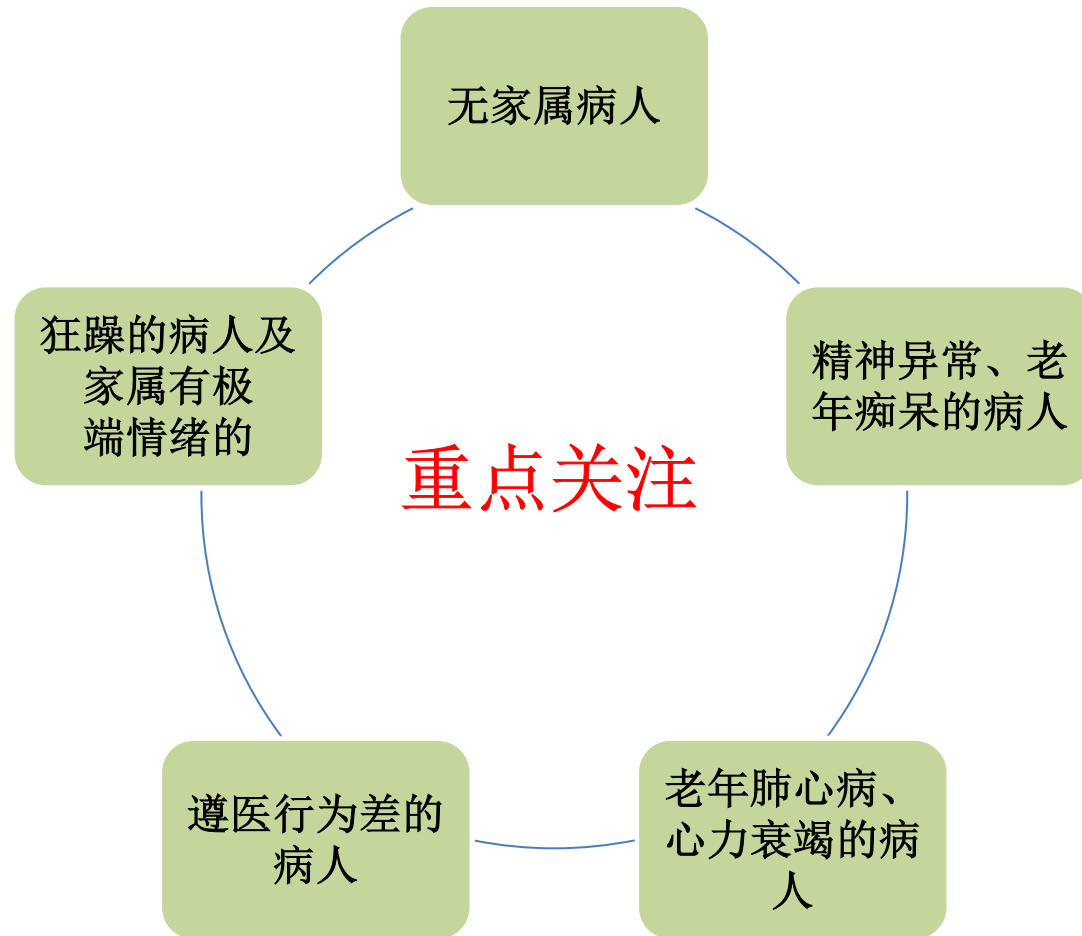 无家属病人
狂躁的病人及
家属有极
端情绪的
精神异常、老
年痴呆的病人
重点关注
遵医行为差的
病人
老年肺心病、
心力衰竭的病
人